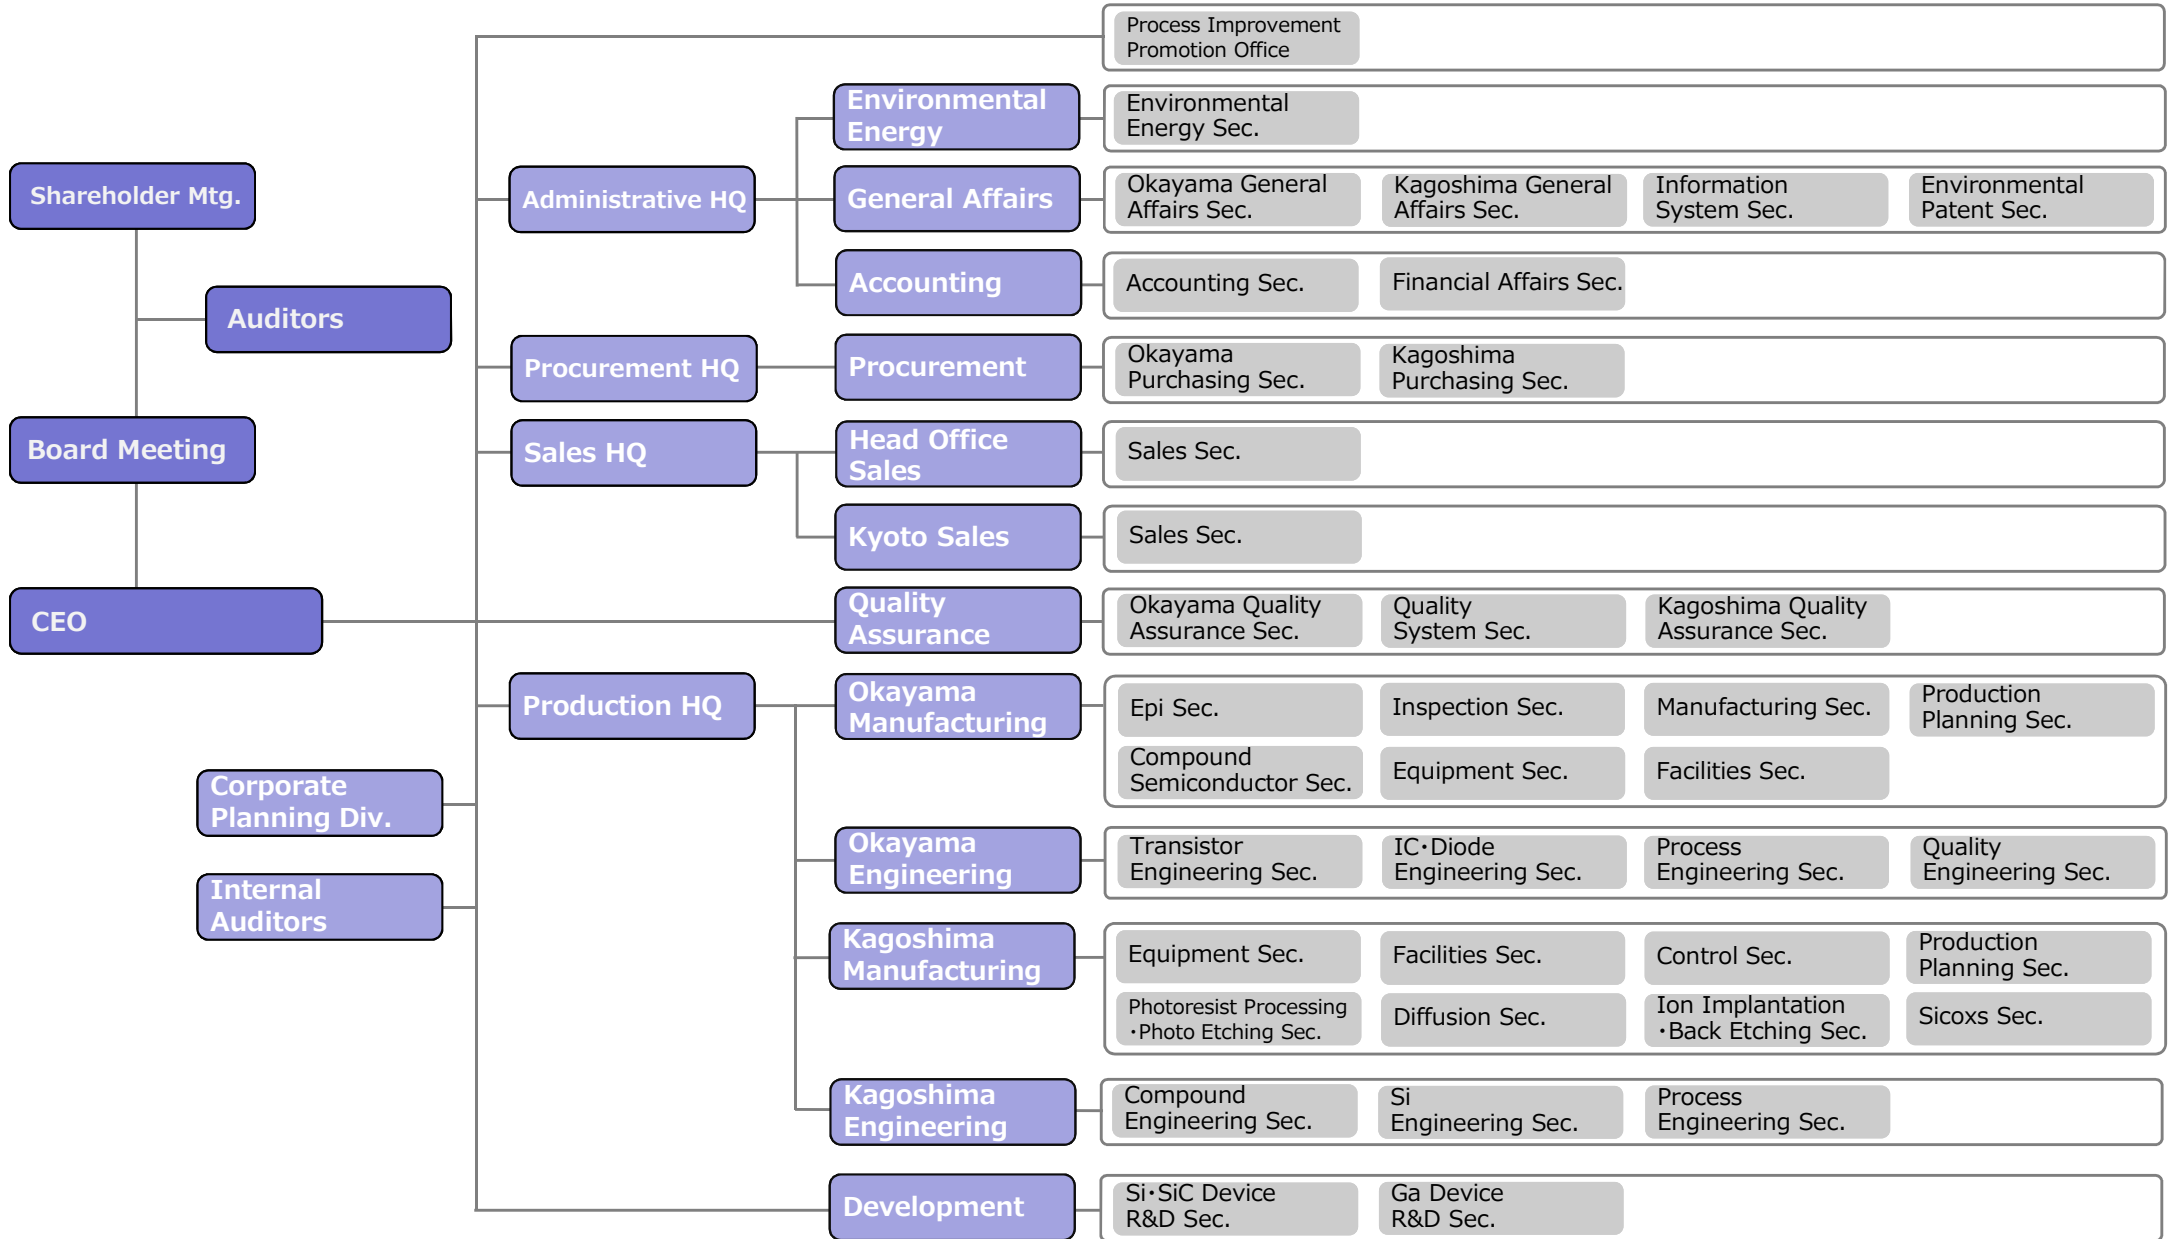 Process Improvement
Promotion Office
Environmental
Energy
Environmental
Energy Sec.
Shareholder Mtg.
Administrative HQ
General Affairs
Okayama General
Affairs Sec.
Kagoshima General
Affairs Sec.
Information
System Sec.
Environmental
Patent Sec.
Accounting
Accounting Sec.
Financial Affairs Sec.
Auditors
Procurement HQ
Procurement
Okayama
Purchasing Sec.
Kagoshima
Purchasing Sec.
Board Meeting
Sales HQ
Head Office
Sales
Sales Sec.
Kyoto Sales
Sales Sec.
CEO
Quality
Assurance
Okayama Quality
Assurance Sec.
Quality
System Sec.
Kagoshima Quality
Assurance Sec.
Production HQ
Okayama
Manufacturing
Epi Sec.
Inspection Sec.
Manufacturing Sec.
Production
Planning Sec.
Compound
Semiconductor Sec.
Equipment Sec.
Facilities Sec.
Corporate
Planning Div.
Okayama
Engineering
Transistor
Engineering Sec.
IC・Diode
Engineering Sec.
Process
Engineering Sec.
Quality
Engineering Sec.
Internal
Auditors
Kagoshima
Manufacturing
Equipment Sec.
Facilities Sec.
Control Sec.
Production
Planning Sec.
Photoresist Processing
・Photo Etching Sec.
Diffusion Sec.
Ion Implantation
・Back Etching Sec.
Sicoxs Sec.
Kagoshima
Engineering
Compound
Engineering Sec.
Si
Engineering Sec.
Process
Engineering Sec.
Development
Si・SiC Device
R&D Sec.
Ga Device
R&D Sec.